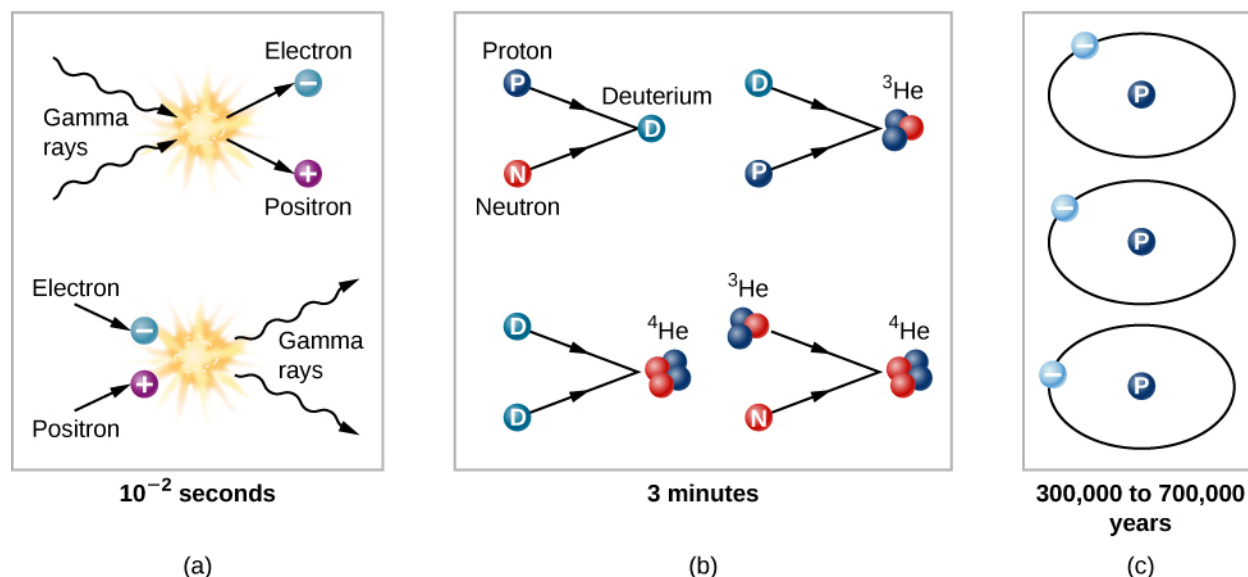 Electron
−
Gamma
rays
+
Positron
Electron
−
Gamma
rays
+
Positron
10⁻² seconds
(a)
Proton
P
Deuterium
D
N
Neutron
D
³He
P
D
⁴He
D
³He
⁴He
N
3 minutes
(b)
−
P
−
P
−
P
300,000 to 700,000
years
(c)